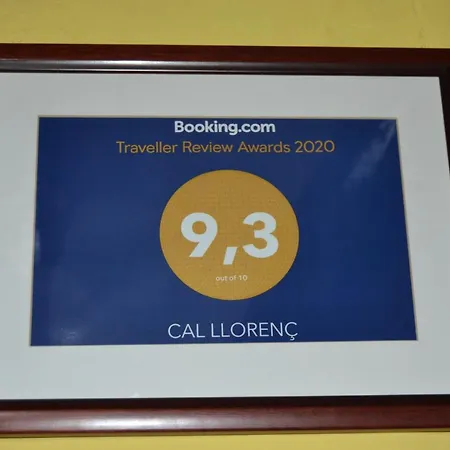 Booking.com
Traveller Review Awards 2020
9,3
out of 10
CAL LLORENÇ